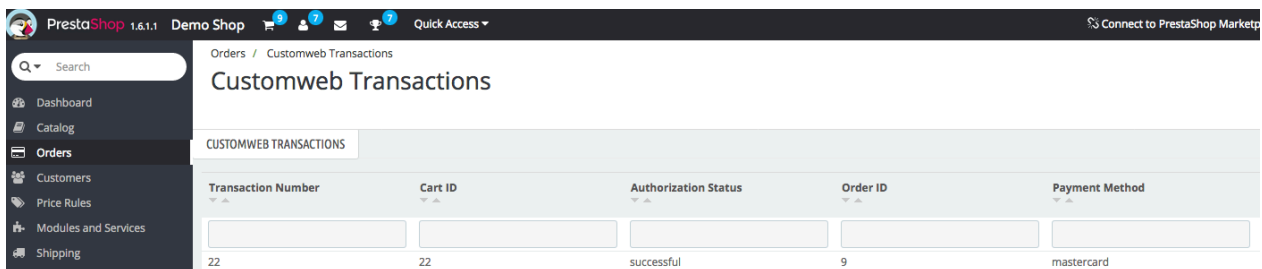 PrestaShop 1.6.1.1 Demo Shop 9 7 7 Quick Access Connect to PrestaShop Marketp
Search
Dashboard
Catalog
Orders
Customers
Price Rules
Modules and Services
Shipping
Orders / Customweb Transactions
Customweb Transactions
CUSTOMWEB TRANSACTIONS
Transaction Number Cart ID Authorization Status Order ID Payment Method
22 22 successful 9 mastercard